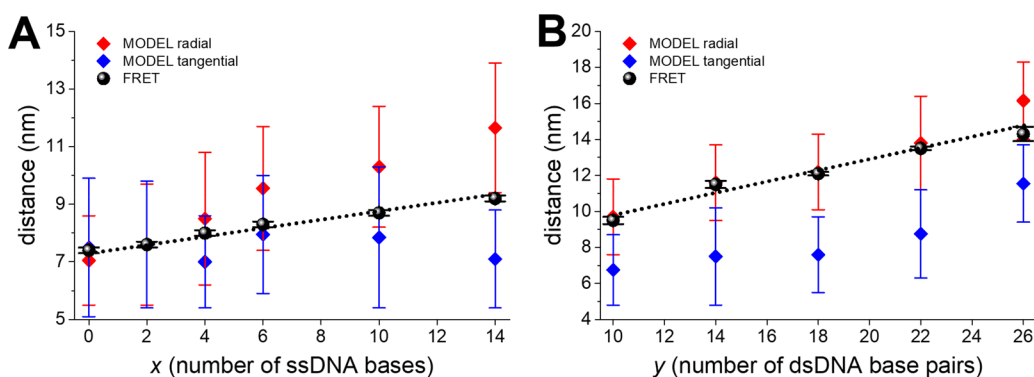 A
MODEL radial
MODEL tangential
FRET
distance (nm)
15
13
11
9
7
5
0 2 4 6 8 10 12 14
x (number of ssDNA bases)
B
MODEL radial
MODEL tangential
FRET
distance (nm)
20
18
16
14
12
10
8
6
4
10 12 14 16 18 20 22 24 26
y (number of dsDNA base pairs)